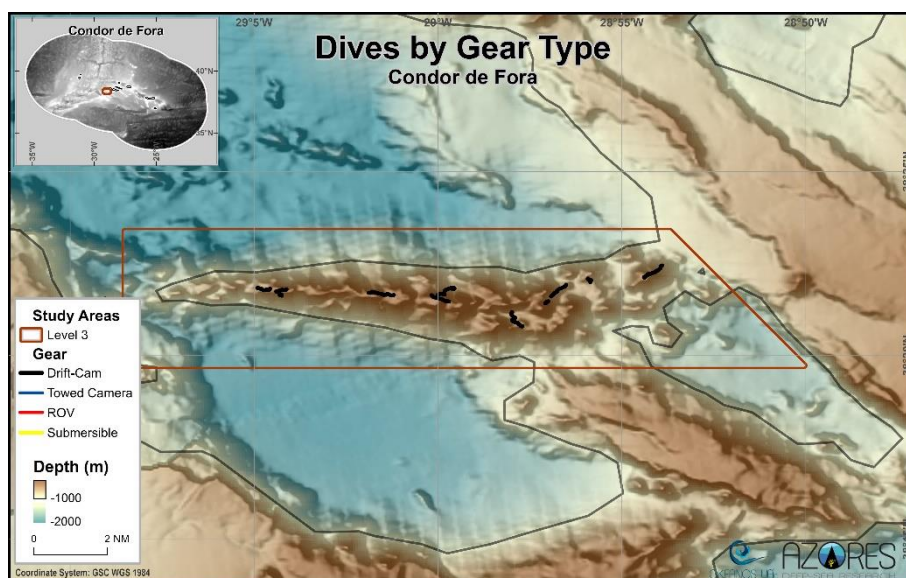 Dives by Gear Type
Condor de Fora
Condor de Fora
40°N
35°N
35°W
30°W
25°W
29°5'W
29°W
28°55'W
28°50'W
Study Areas
Level 3
Gear
Drift-Cam
Towed Camera
ROV
Submersible
Depth (m)
-1000
-2000
0
2 NM
Coordinate System: GSC WGS 1984
AZORES